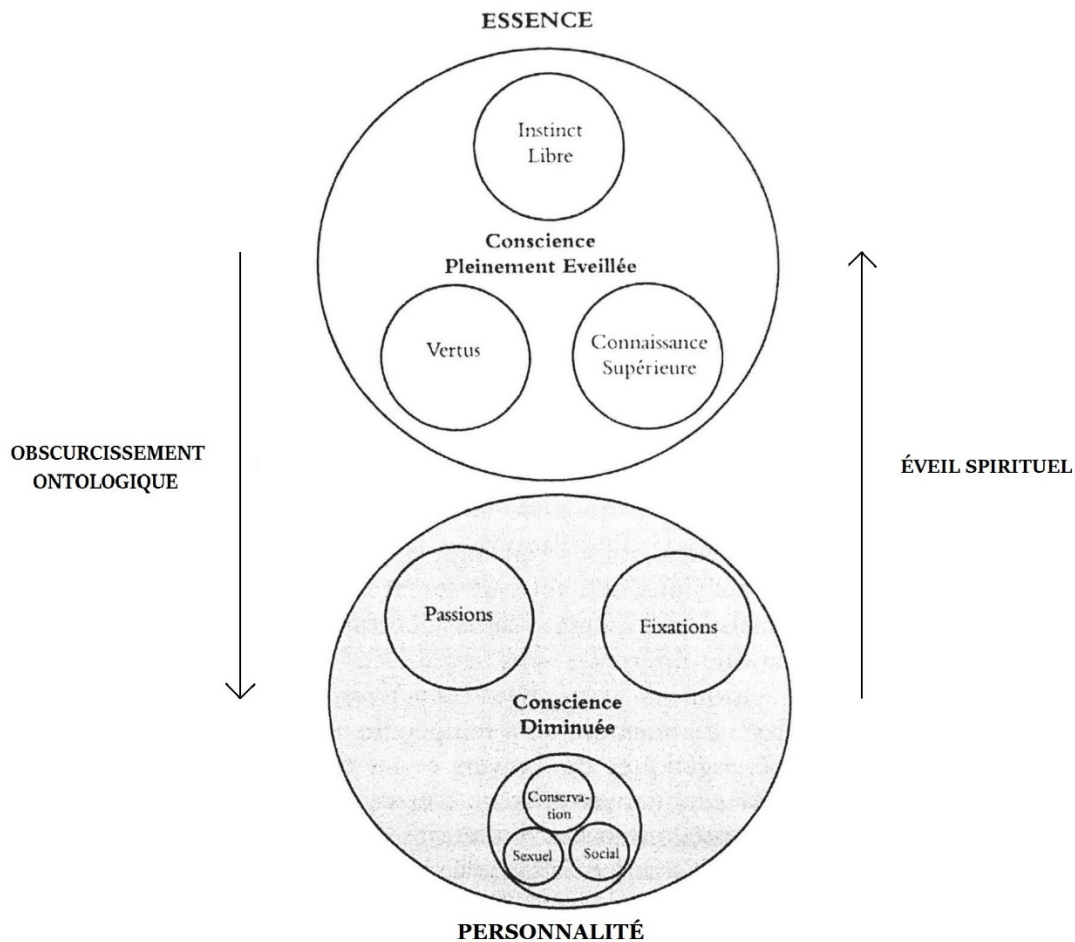 ESSENCE
Instinct
Libre
Conscience
Pleinement Eveillée
Vertus
Connaissance
Supérieure
OBSCURCISSEMENT
ONTOLOGIQUE
ÉVEIL SPIRITUEL
Passions
Fixations
Conscience
Diminuée
Conserva-
tion
Sexuel
Social
PERSONNALITÉ